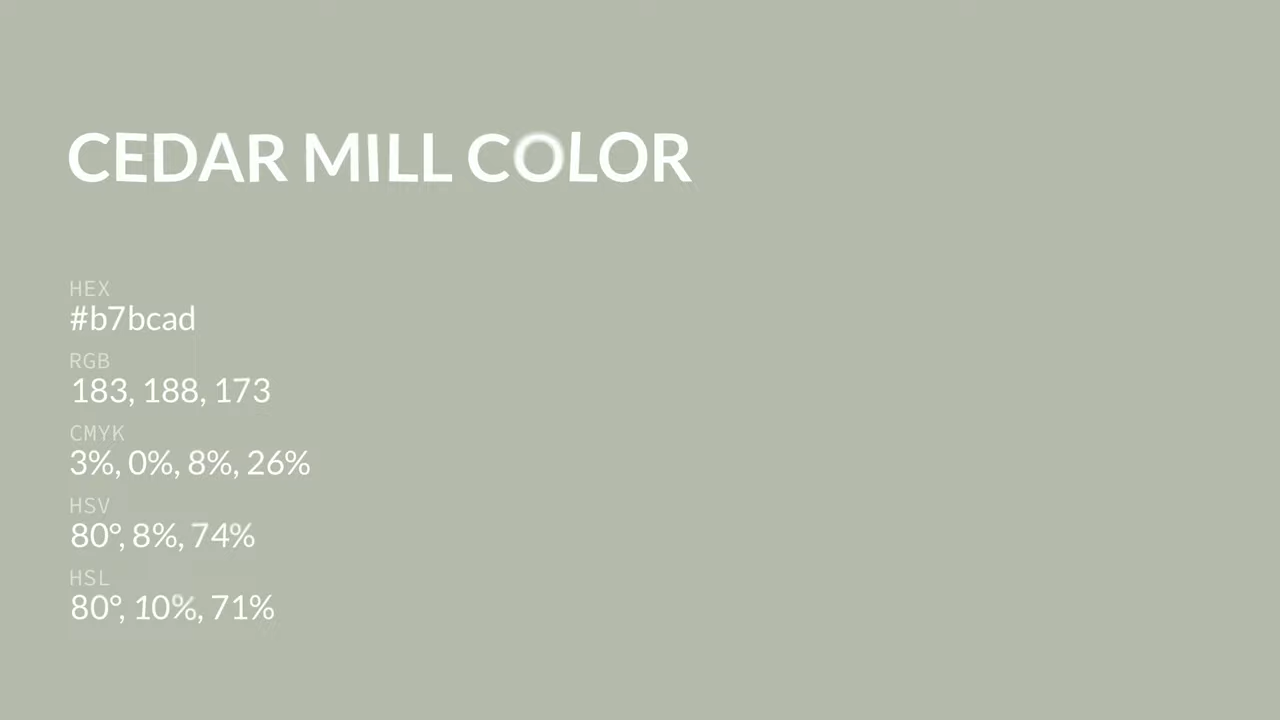 CEDAR MILL COLOR
HEX
#b7bcad
RGB
183, 188, 173
CMYK
3%, 0%, 8%, 26%
HSV
80°, 8%, 74%
HSL
80°, 10%, 71%